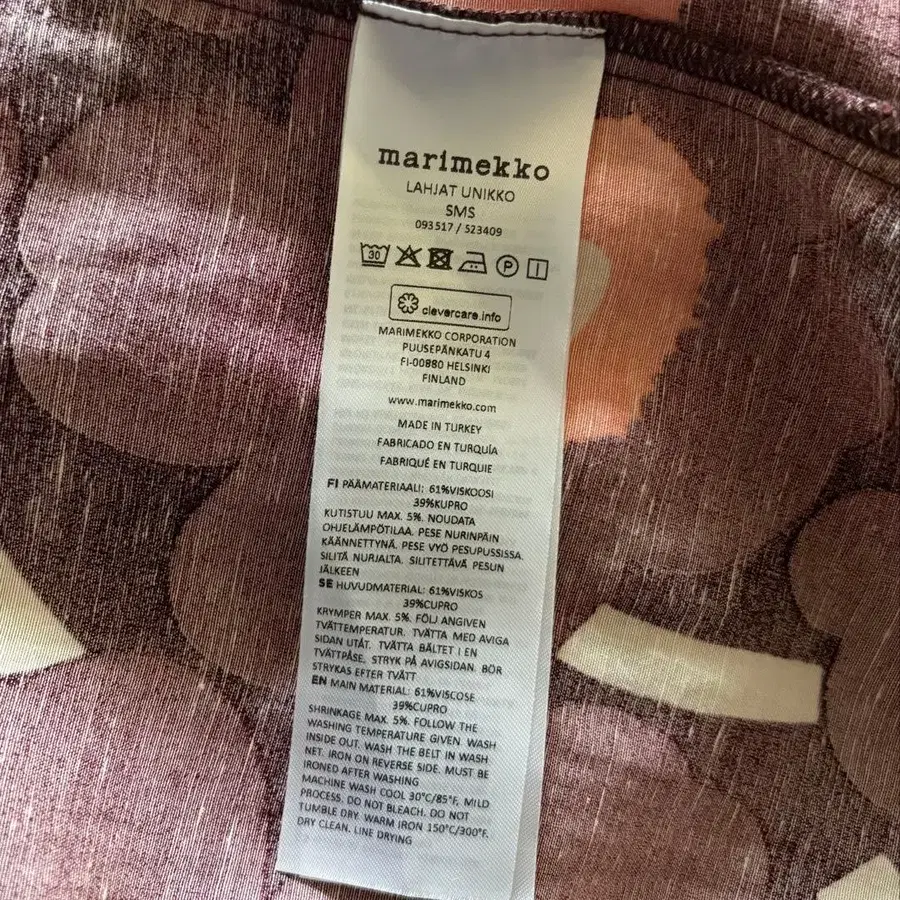 marimekko
LAHJAT UNIKKO
SMS
093517 / 523409
30
P
clevercare.info
MARIMEKKO CORPORATION
PUUSEPÄNKATU 4
FI-00880 HELSINKI
FINLAND
www.marimekko.com
MADE IN TURKEY
FABRICADO EN TURQUÍA
FABRIQUÉ EN TURQUIE
FI PÄÄMATERIAALI: 61%VISKOOSI
39%KUPRO
KUTISTUU MAX. 5%. NOUDATA
OHJELÄMPÖTILAA. PESE NURINPÄIN
KÄÄNNETTYNÄ. PESE VYÖ PESUPUSSISSA.
SILITÄ NURJALTA. SILITETTÄVÄ PESUN
JÄLKEEN
SE HUVUDMATERIAL: 61%VISKOS
39%CUPRO
KRYMPER MAX. 5%. FÖLJ ANGIVEN
TVÄTTEMPERATUR. TVÄTTA MED AVIGA
SIDAN UTÅT. TVÄTTA BÄLTET I EN
TVÄTTPÅSE. STRYK PÅ AVIGSIDAN. BÖR
STRYKAS EFTER TVÄTT
EN MAIN MATERIAL: 61%VISCOSE
39%CUPRO
SHRINKAGE MAX. 5%. FOLLOW THE
WASHING TEMPERATURE GIVEN. WASH
INSIDE OUT. WASH THE BELT IN WASH
NET. IRON ON REVERSE SIDE. MUST BE
IRONED AFTER WASHING
MACHINE WASH COOL 30°C/85°F, MILD
PROCESS. DO NOT BLEACH. DO NOT
TUMBLE DRY. WARM IRON 150°C/300°F.
DRY CLEAN. LINE DRYING